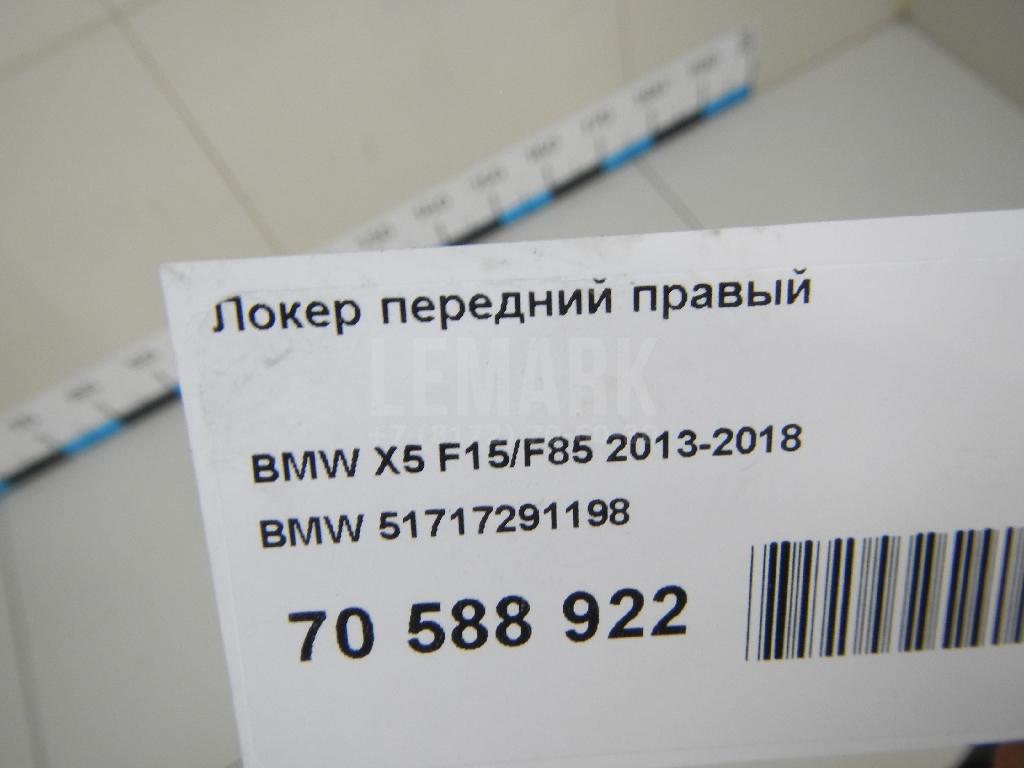 Локер передний правый
LEMARK
BMW X5 F15/F85 2013-2018
BMW 51717291198
70 588 922